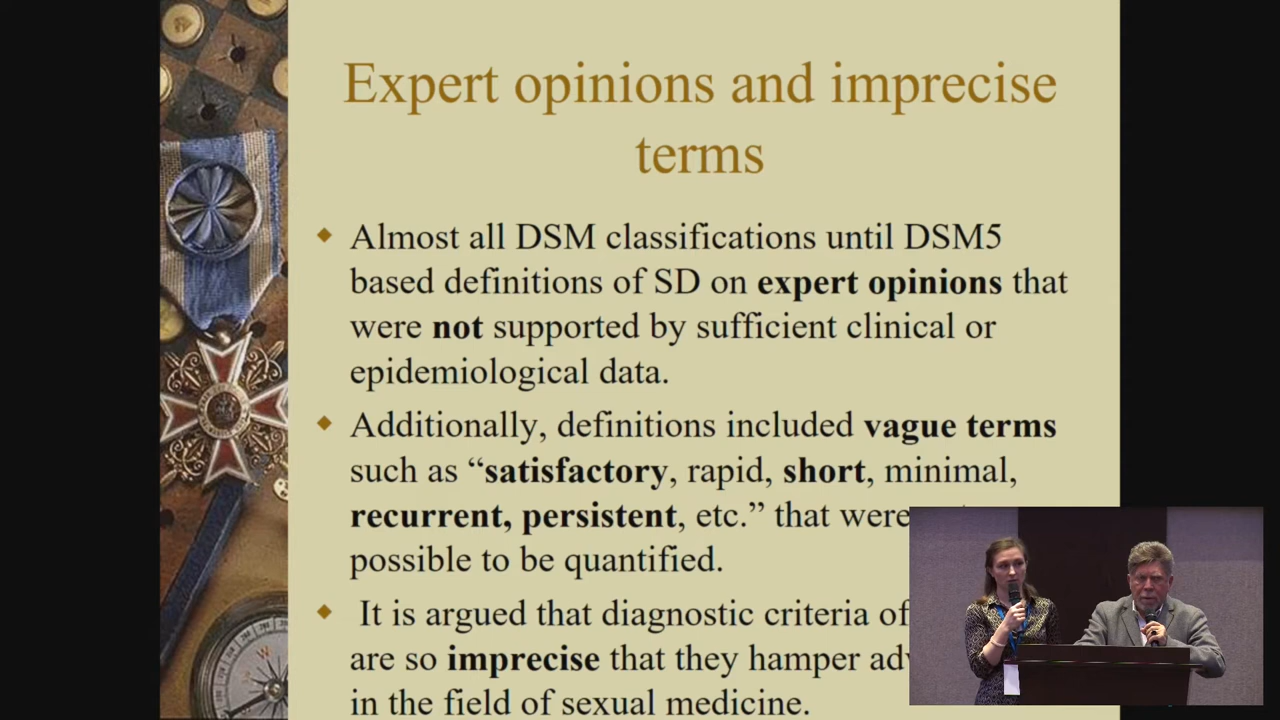 Expert opinions and imprecise
terms
Almost all DSM classifications until DSM5
based definitions of SD on expert opinions that
were not supported by sufficient clinical or
epidemiological data.
Additionally, definitions included vague terms
such as “satisfactory, rapid, short, minimal,
recurrent, persistent, etc.” that were
possible to be quantified.
It is argued that diagnostic criteria of
are so imprecise that they hamper
in the field of sexual medicine.